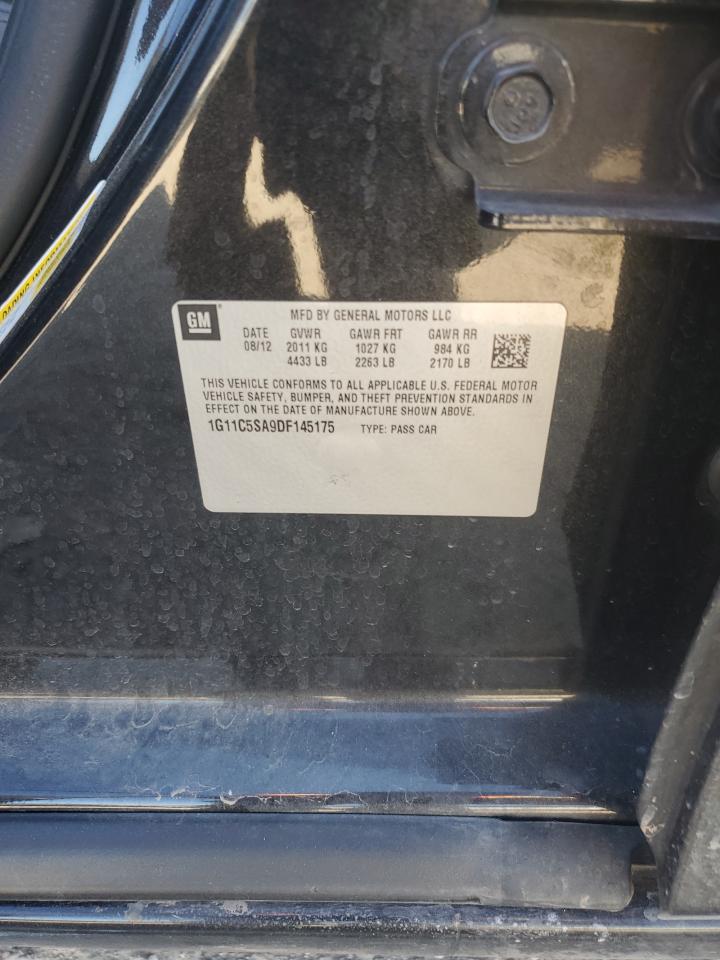 GM
MFD BY GENERAL MOTORS LLC
DATE GVWR GAWR FRT GAWR RR
08/12 2011 KG 1027 KG 984 KG
4433 LB 2263 LB 2170 LB
THIS VEHICLE CONFORMS TO ALL APPLICABLE U.S. FEDERAL MOTOR
VEHICLE SAFETY, BUMPER, AND THEFT PREVENTION STANDARDS IN
EFFECT ON THE DATE OF MANUFACTURE SHOWN ABOVE.
1G11C5SA9DF145175 TYPE: PASS CAR